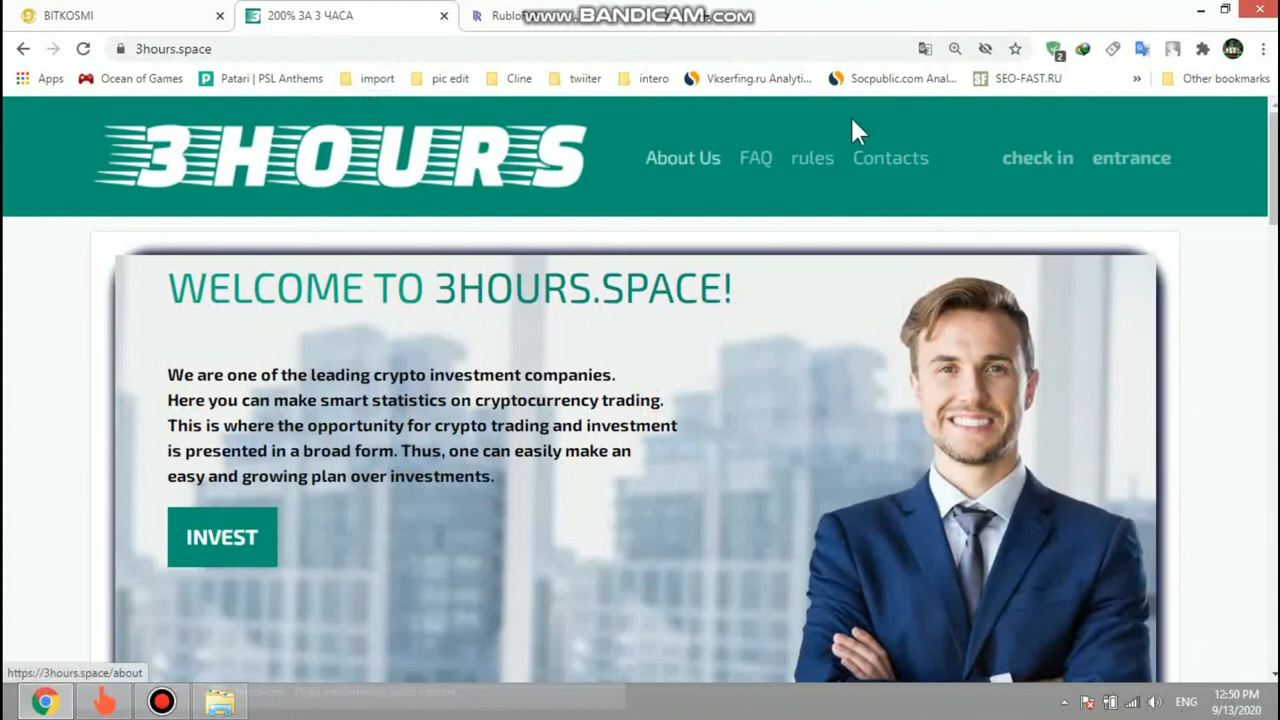 BITKOSMI
200% ЗА 3 ЧАСА
www.BANDICAM.com
3hours.space
2
Apps
Ocean of Games
Patari | PSL Anthems
import
pic edit
Cline
twiiter
intero
Vkserfing.ru Analyti...
Socpublic.com Anal...
SF
SEO-FAST.RU
»
Other bookmarks
3HOURS
About Us
FAQ
rules
Contacts
check in
entrance
WELCOME TO 3HOURS.SPACE!
We are one of the leading crypto investment companies.
Here you can make smart statistics on cryptocurrency trading.
This is where the opportunity for crypto trading and investment
is presented in a broad form. Thus, one can easily make an
easy and growing plan over investments.
INVEST
https://3hours.space/about
ENG
12:50 PM
9/13/2020